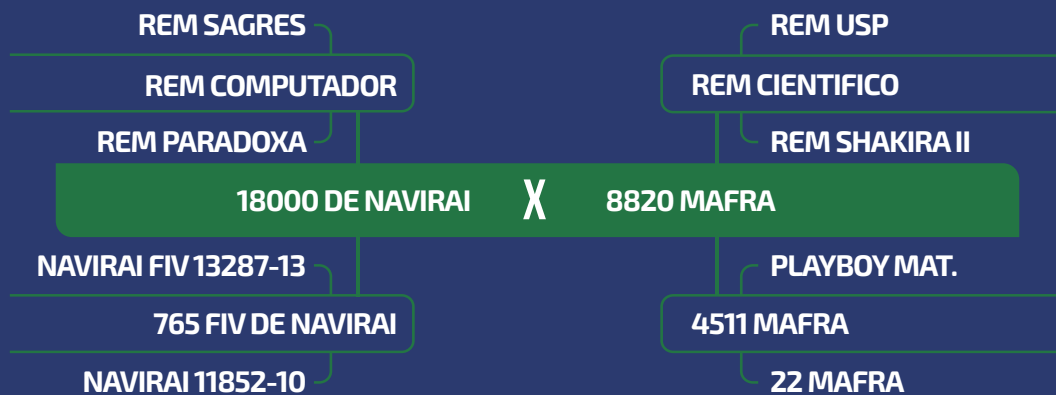 REM SAGRES
REM COMPUTADOR
REM PARADOXA
REM USP
REM CIENTIFICO
REM SHAKIRA II
18000 DE NAVIRAI X 8820 MAFRA
NAVIRAI FIV 13287-13
765 FIV DE NAVIRAI
NAVIRAI 11852-10
PLAYBOY MAT.
4511 MAFRA
22 MAFRA